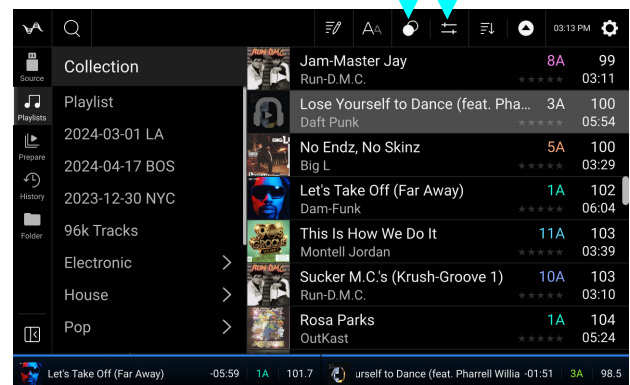 AA
03:13 PM
Source
Playlists
Prepare
History
Folder
Collection
Playlist
2024-03-01 LA
2024-04-17 BOS
2023-12-30 NYC
96k Tracks
Electronic
House
Pop
RUN-DMC
Jam-Master Jay 8A 99
Run-D.M.C. 03:11
Lose Yourself to Dance (feat. Pha... 3A 100
Daft Punk 05:54
BIG L
No Endz, No Skinz 5A 100
Big L 03:29
Let's Take Off (Far Away) 1A 102
Dam-Funk 06:04
This Is How We Do It 11A 103
Montell Jordan 03:39
RUN-DMC
Sucker M.C.'s (Krush-Groove 1) 10A 103
Run-D.M.C. 03:10
Rosa Parks 1A 104
OutKast 05:24
Let's Take Off (Far Away) -05:59 1A 101.7
urself to Dance (feat. Pharrell Willia -01:51 3A 98.5